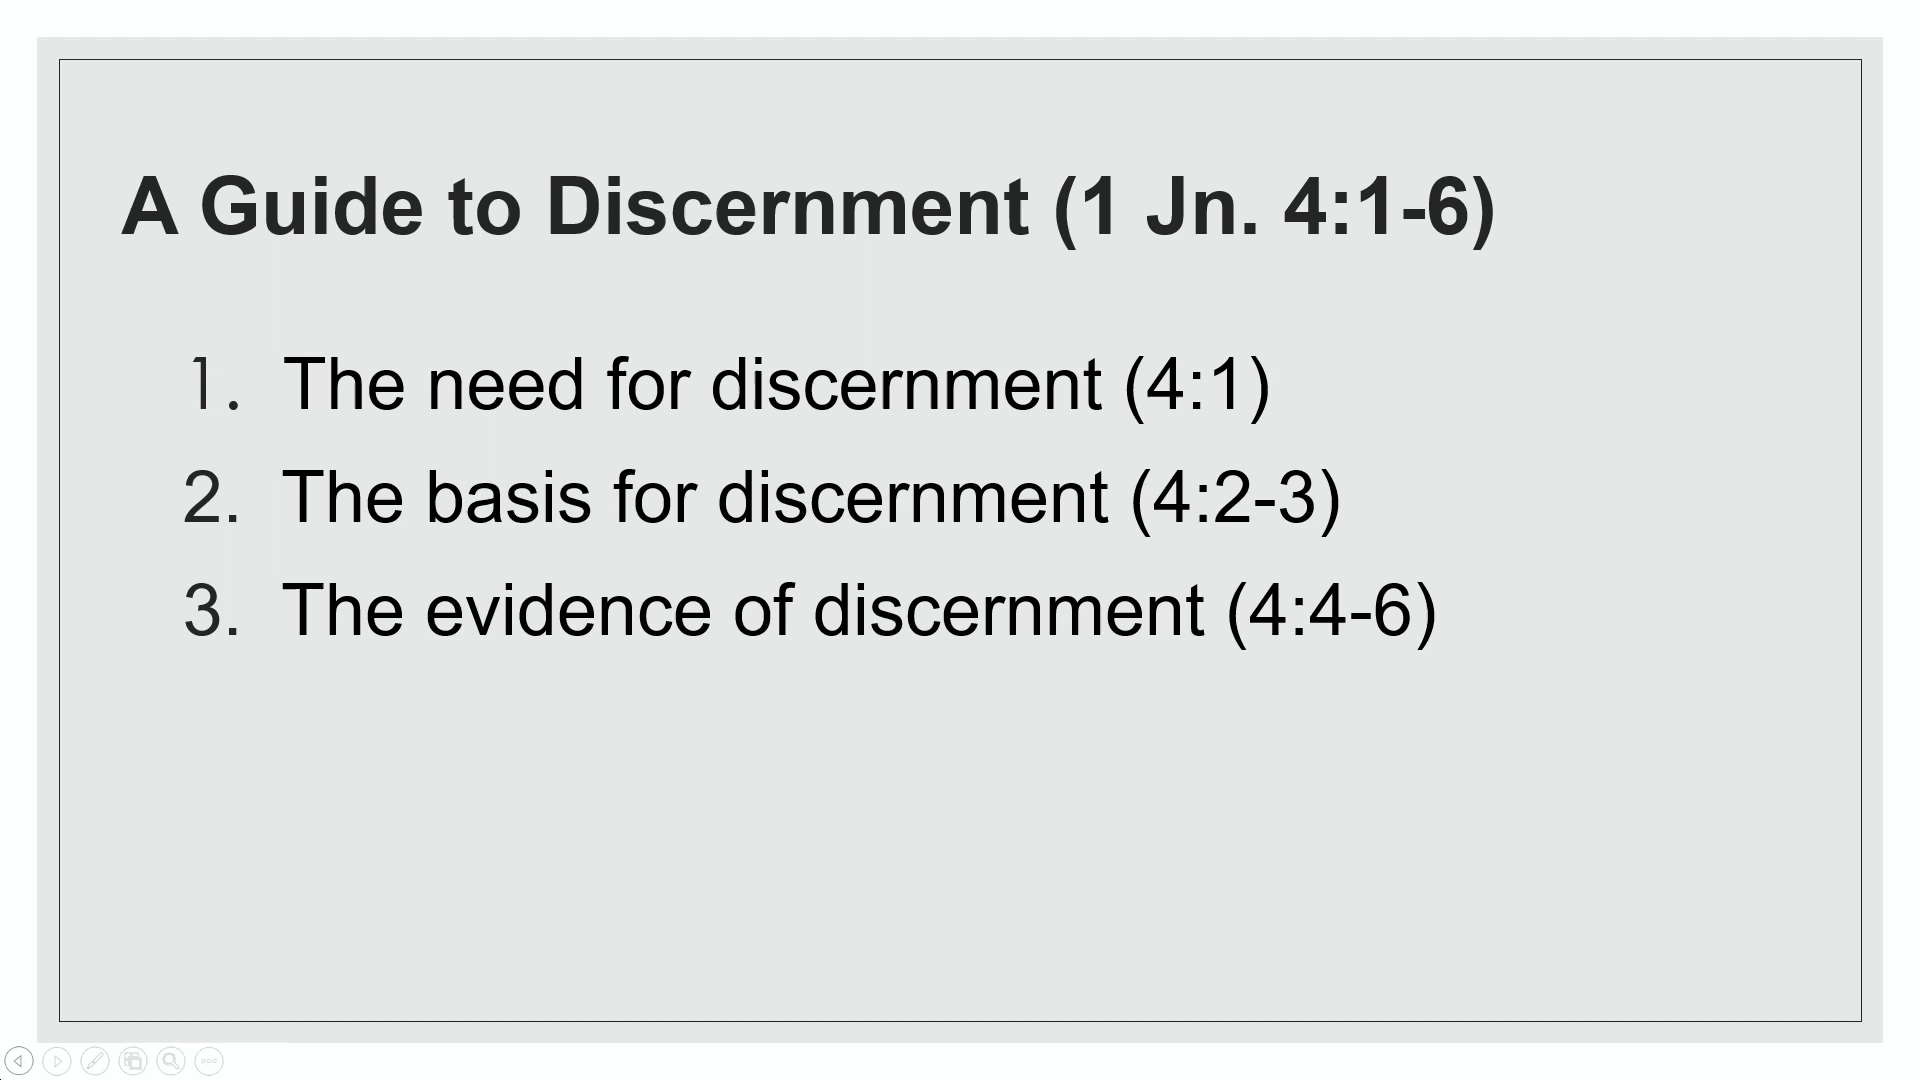 A Guide to Discernment (1 Jn. 4:1-6)
1. The need for discernment (4:1)
2. The basis for discernment (4:2-3)
3. The evidence of discernment (4:4-6)